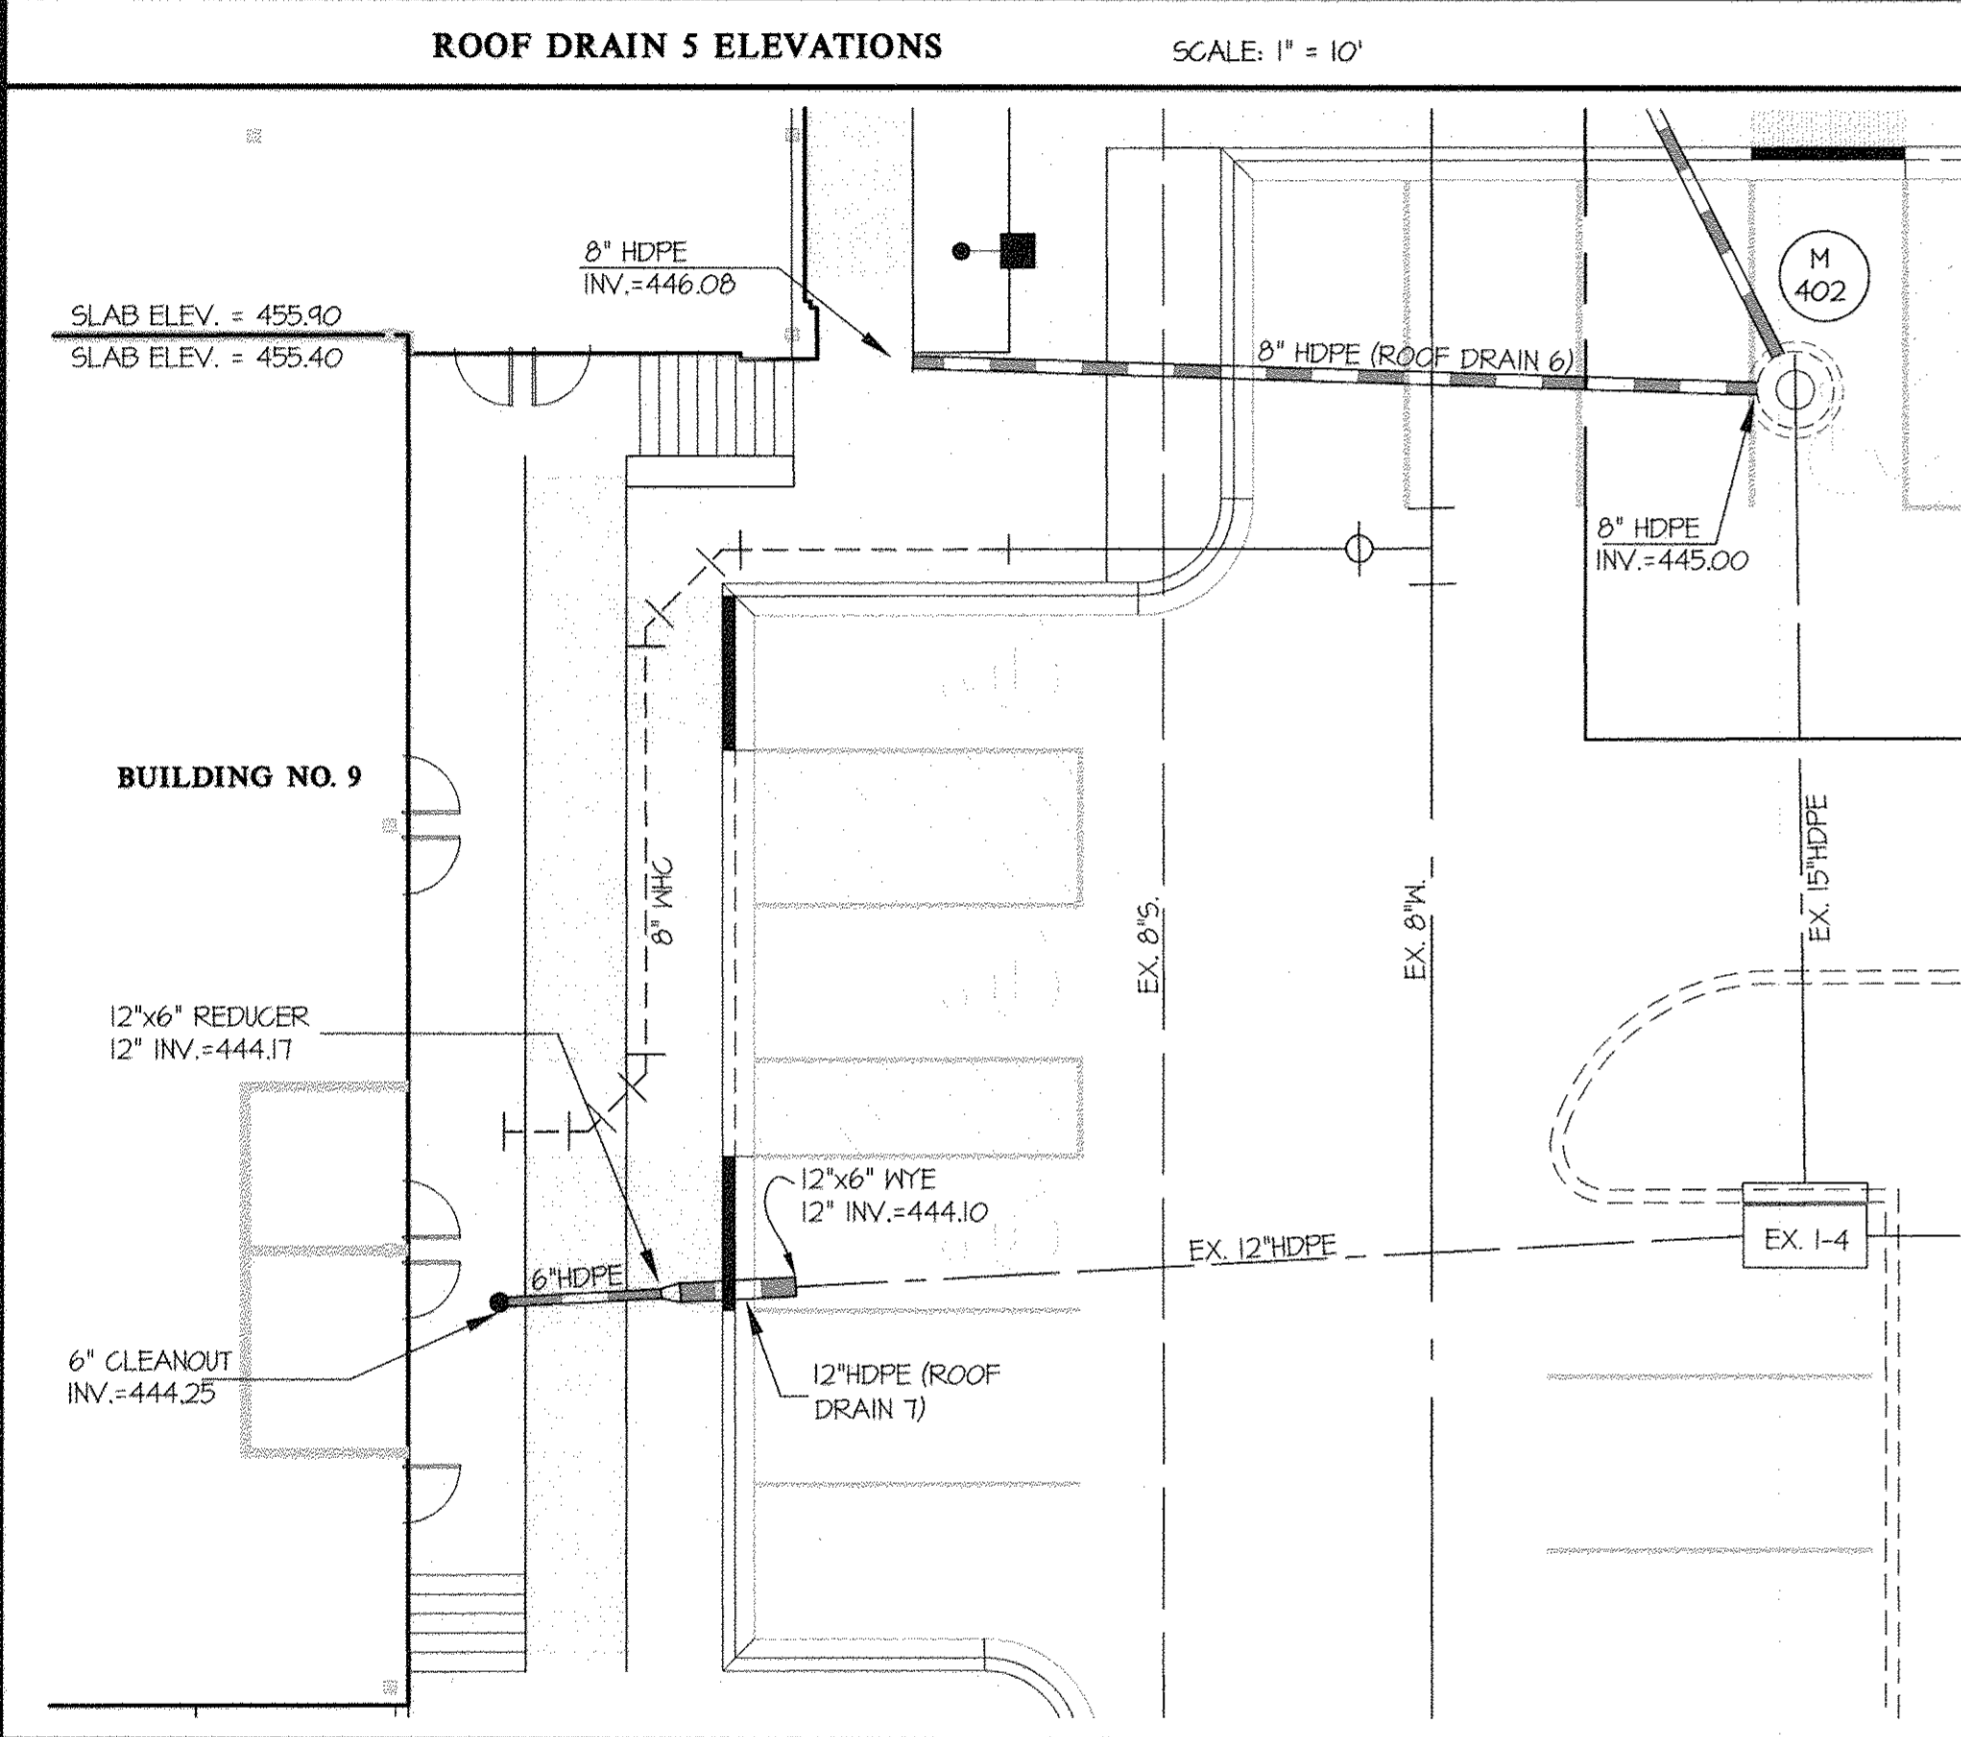 ROOF DRAIN 5 ELEVATIONS
SCALE: 1" = 10'
8" HDPE
INV.=446.08
M
402
SLAB ELEV. = 455.90
SLAB ELEV. = 455.40
8" HDPE (ROOF DRAIN 6)
8" HDPE
INV.=445.00
BUILDING NO. 9
8" WHC
EX. 8"S.
EX. 8"W.
EX. 15"HDPE
12"x6" REDUCER
12" INV.=444.17
12"x6" WYE
12" INV.=444.10
EX. 12"HDPE
EX. I-4
6"HDPE
6" CLEANOUT
INV.=444.25
12"HDPE (ROOF
DRAIN 7)